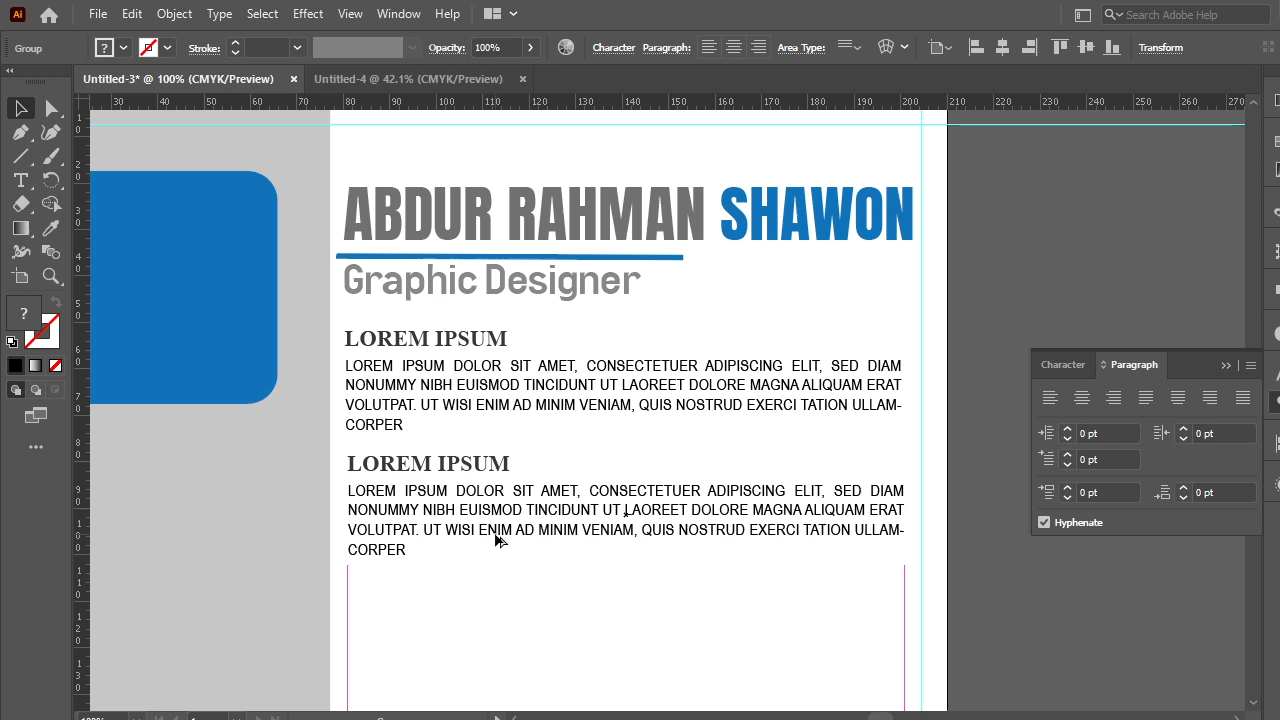 Ai File Edit Object Type Select Effect View Window Help Search Adobe Help
Group ? Stroke: Opacity: 100% Character Paragraph: Area Type: Transform
Untitled-3* @ 100% (CMYK/Preview) × Untitled-4 @ 42.1% (CMYK/Preview) ×
30 40 50 60 70 80 90 100 110 120 130 140 150 160 170 180 190 200 210 220 230 240 250 260 270
ABDUR RAHMAN SHAWON
Graphic Designer
?
LOREM IPSUM
LOREM IPSUM DOLOR SIT AMET, CONSECTETUER ADIPISCING ELIT, SED DIAM
NONUMMY NIBH EUISMOD TINCIDUNT UT LAOREET DOLORE MAGNA ALIQUAM ERAT
VOLUTPAT. UT WISI ENIM AD MINIM VENIAM, QUIS NOSTRUD EXERCI TATION ULLAM-
CORPER
LOREM IPSUM
LOREM IPSUM DOLOR SIT AMET, CONSECTETUER ADIPISCING ELIT, SED DIAM
NONUMMY NIBH EUISMOD TINCIDUNT UT LAOREET DOLORE MAGNA ALIQUAM ERAT
VOLUTPAT. UT WISI ENIM AD MINIM VENIAM, QUIS NOSTRUD EXERCI TATION ULLAM-
CORPER
Character Paragraph
0 pt 0 pt
0 pt
0 pt 0 pt
Hyphenate